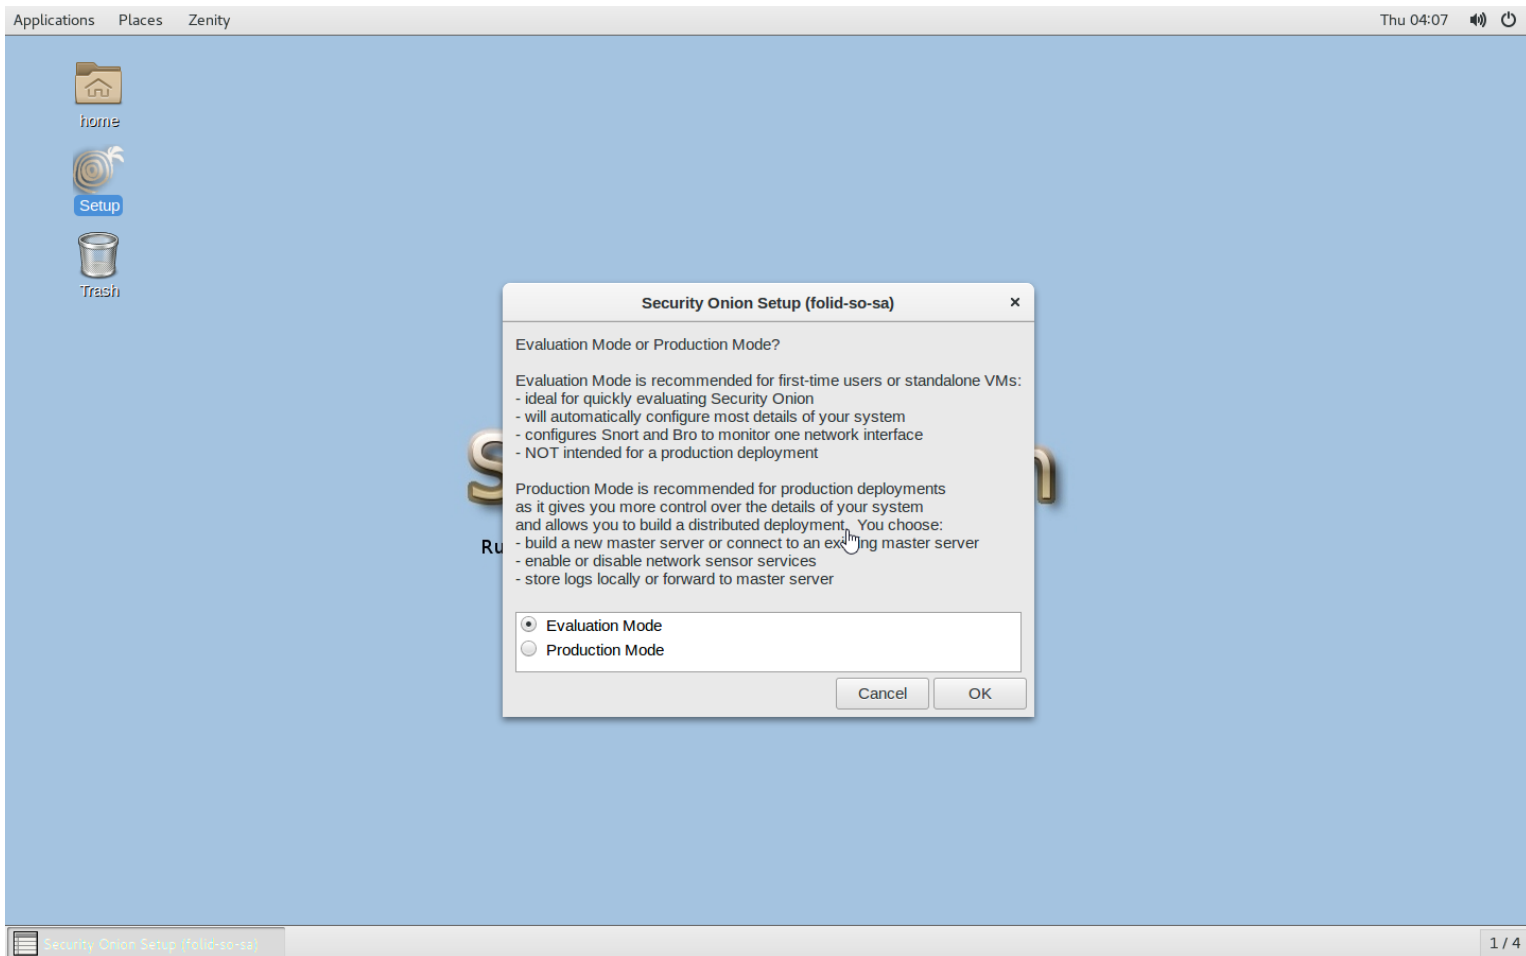 Applications Places Zenity Thu 04:07
home
Setup
Trash
Security Onion Setup (folid-so-sa)
Evaluation Mode or Production Mode?
Evaluation Mode is recommended for first-time users or standalone VMs:
- ideal for quickly evaluating Security Onion
- will automatically configure most details of your system
- configures Snort and Bro to monitor one network interface
- NOT intended for a production deployment
Production Mode is recommended for production deployments
as it gives you more control over the details of your system
and allows you to build a distributed deployment. You choose:
- build a new master server or connect to an existing master server
- enable or disable network sensor services
- store logs locally or forward to master server
Evaluation Mode
Production Mode
Cancel OK
Security Onion Setup (folid-so-sa) 1 / 4